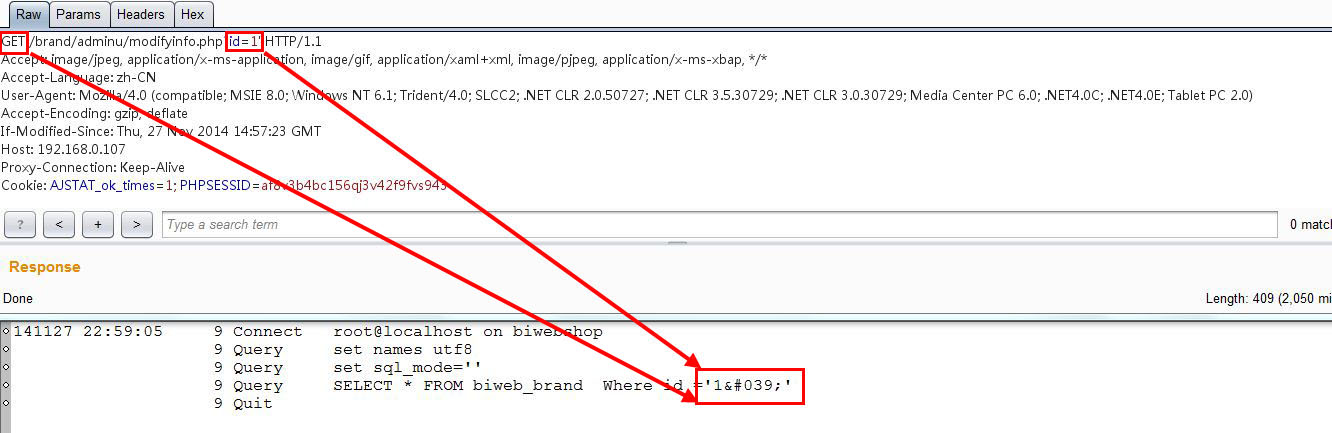 Raw Params Headers Hex
GET /brand/adminu/modifyinfo.php?id=1' HTTP/1.1
Accept: image/jpeg, application/x-ms-application, image/gif, application/xaml+xml, image/pjpeg, application/x-ms-xbap, */*
Accept-Language: zh-CN
User-Agent: Mozilla/4.0 (compatible; MSIE 8.0; Windows NT 6.1; Trident/4.0; SLCC2; .NET CLR 2.0.50727; .NET CLR 3.5.30729; .NET CLR 3.0.30729; Media Center PC 6.0; .NET4.0C; .NET4.0E; Tablet PC 2.0)
Accept-Encoding: gzip, deflate
If-Modified-Since: Thu, 27 Nov 2014 14:57:23 GMT
Host: 192.168.0.107
Proxy-Connection: Keep-Alive
Cookie: AJSTAT_ok_times=1; PHPSESSID=af8v3b4bc156qj3v42f9fvs943
? < + > Type a search term 0 matc
Response
Done Length: 409 (2,050 mi
141127 22:59:05 9 Connect root@localhost on biwebshop
9 Query set names utf8
9 Query set sql_mode=''
9 Query SELECT * FROM biweb_brand Where id ='1&#039;'
9 Quit